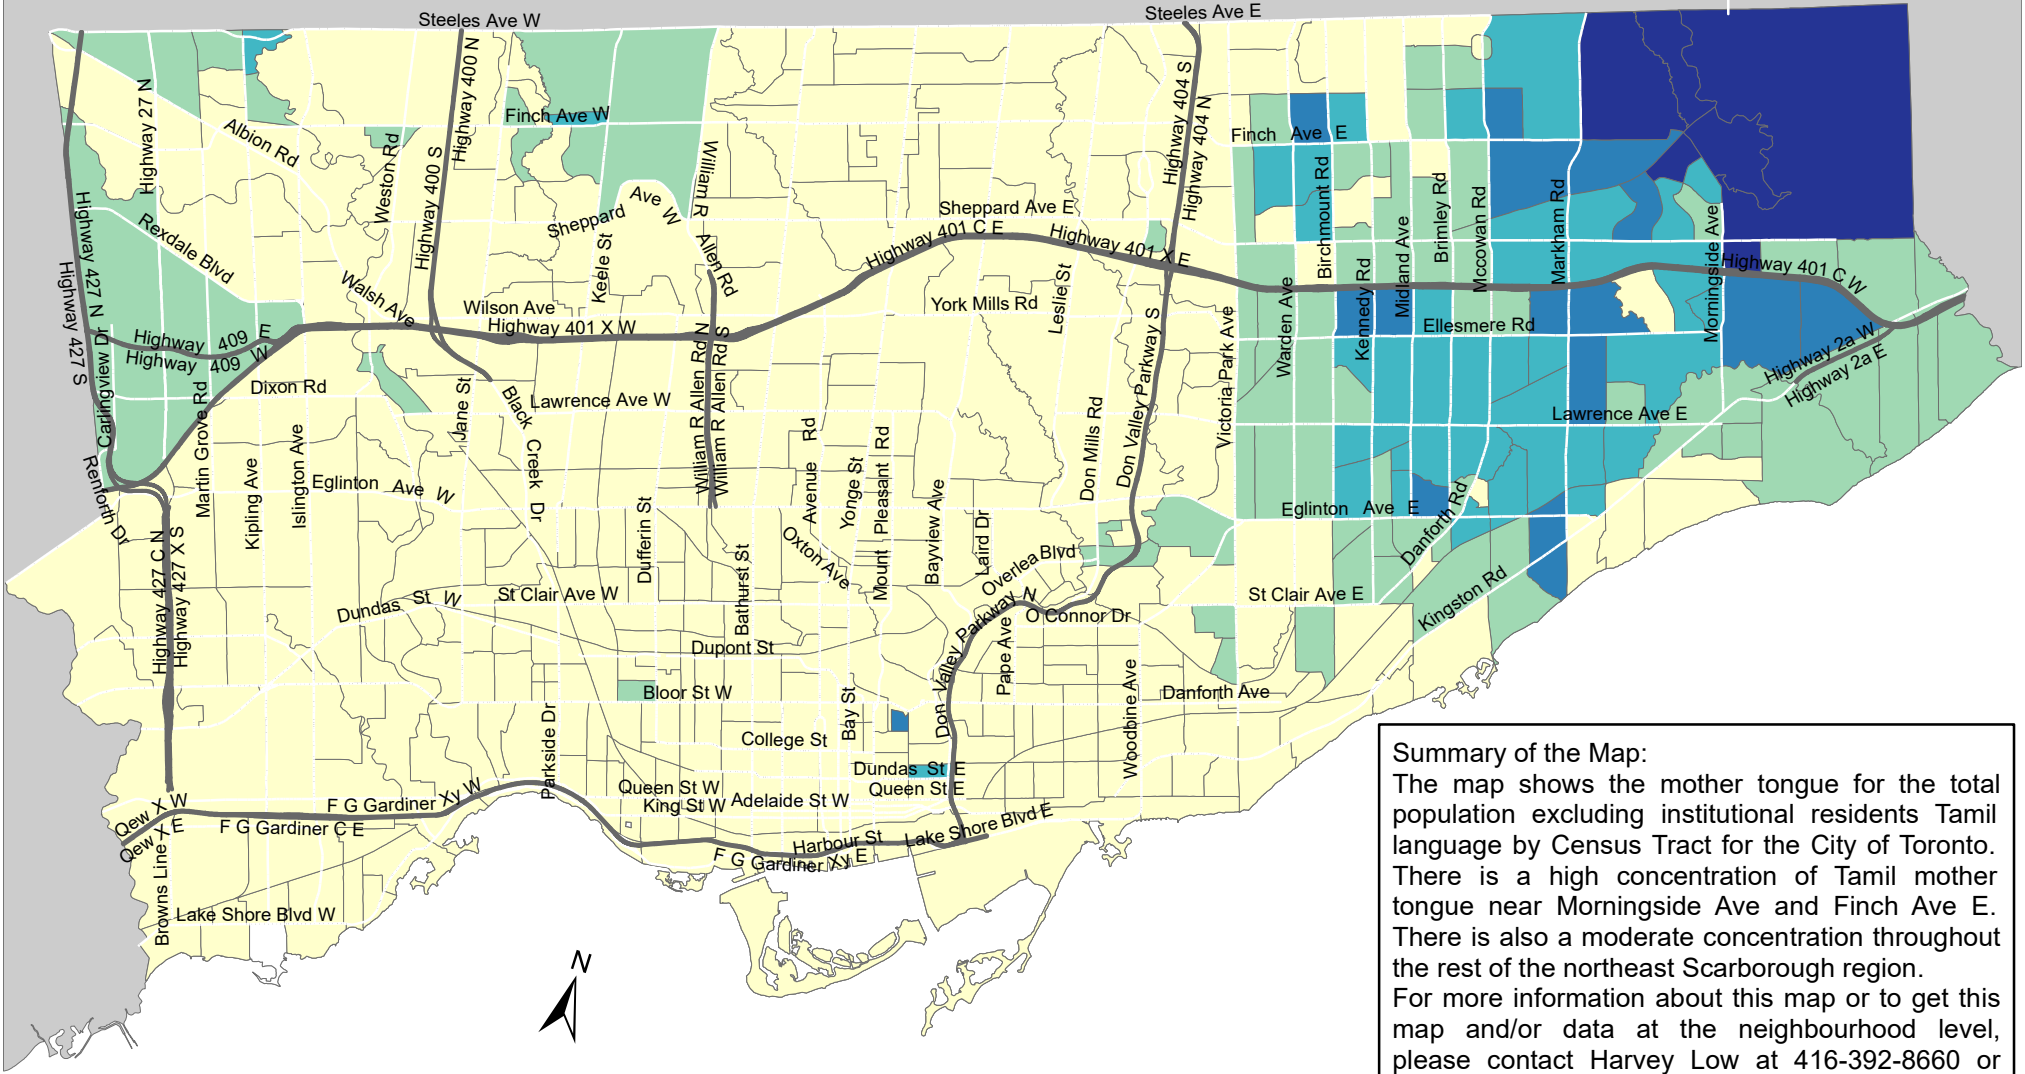 Steeles Ave W
Steeles Ave E
Highway 400 N
Highway 404 S
Highway 404 N
Highway 27 N
Finch Ave W
Albion Rd
Weston Rd
Highway 400 S
William R
Allen Rd
Finch Ave E
Sheppard Ave W
Sheppard Ave E
Keele St
Birchmount Rd
Midland Ave
Brimley Rd
Mccowan Rd
Markham Rd
Morningside Ave
Rexdale Blvd
Highway 427 N
Highway 427 S
Walsh Ave
Highway 401 C E
Highway 401 X E
Highway 401 C W
Wilson Ave
Highway 401 X W
York Mills Rd
Leslie St
Warden Ave
Kennedy Rd
Ellesmere Rd
Highway 409 E
Highway 409 W
Carlingview Dr
Dixon Rd
Martin Grove Rd
Jane St
Black Creek Dr
Lawrence Ave W
William R Allen Rd N
William R Allen Rd S
Don Valley Parkway S
Victoria Park Ave
Highway 2a W
Highway 2a E
Lawrence Ave E
Renforth Dr
Kipling Ave
Islington Ave
Eglinton Ave W
Dufferin St
Bathurst St
Avenue Rd
Yonge St
Mount Pleasant Rd
Bayview Ave
Laird Dr
Don Mills Rd
Eglinton Ave E
Danforth Rd
Oxton Ave
Overlea Blvd
Highway 427 C N
Highway 427 X S
Dundas St W
St Clair Ave W
Don Valley Parkway N
O Connor Dr
St Clair Ave E
Kingston Rd
Dupont St
Pape Ave
Woodbine Ave
Bloor St W
Danforth Ave
Parkside Dr
Bay St
College St
Dundas St E
Queen St E
Queen St W
King St W
Adelaide St W
Qew X W
Qew X E
F G Gardiner Xy W
F G Gardiner C E
Harbour St
Lake Shore Blvd E
F G Gardiner Xy E
Browns Line
Lake Shore Blvd W
N
Summary of the Map:
The map shows the mother tongue for the total
population excluding institutional residents Tamil
language by Census Tract for the City of Toronto.
There is a high concentration of Tamil mother
tongue near Morningside Ave and Finch Ave E.
There is also a moderate concentration throughout
the rest of the northeast Scarborough region.
For more information about this map or to get this
map and/or data at the neighbourhood level,
please contact Harvey Low at 416-392-8660 or